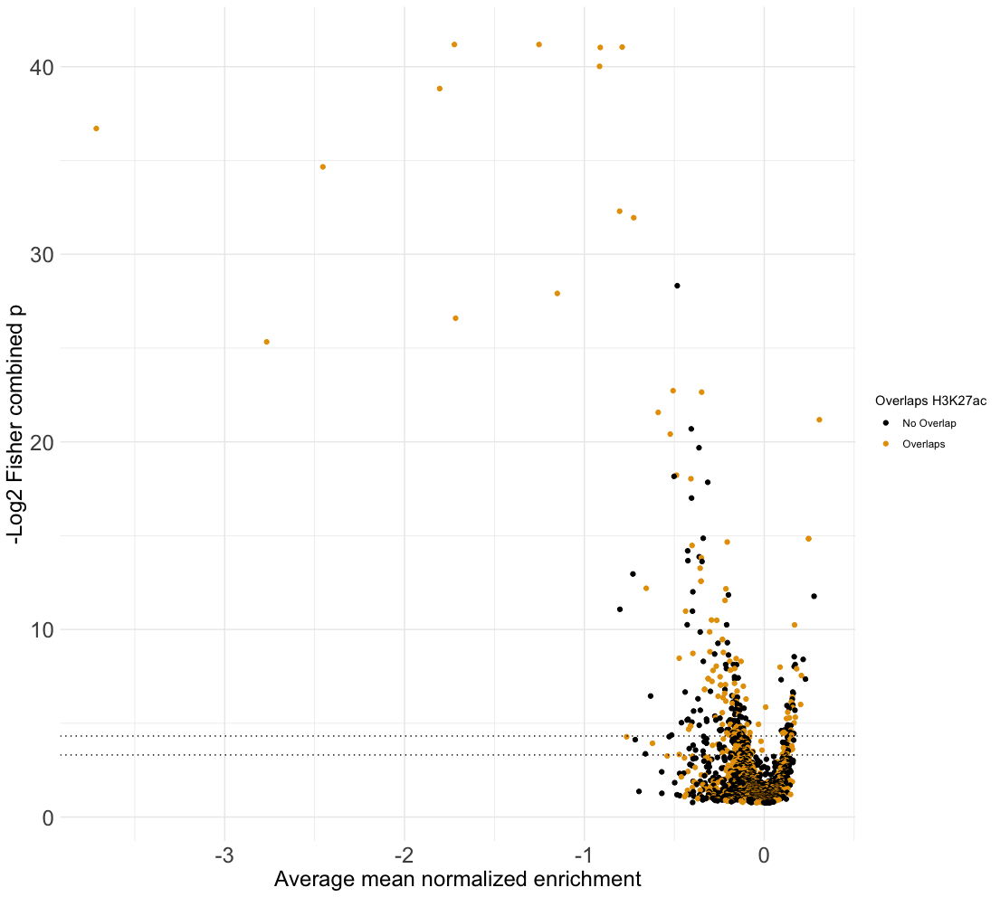 40
30
20
10
0
-3
-2
-1
0
-Log2 Fisher combined p
Average mean normalized enrichment
Overlaps H3K27ac
No Overlap
Overlaps